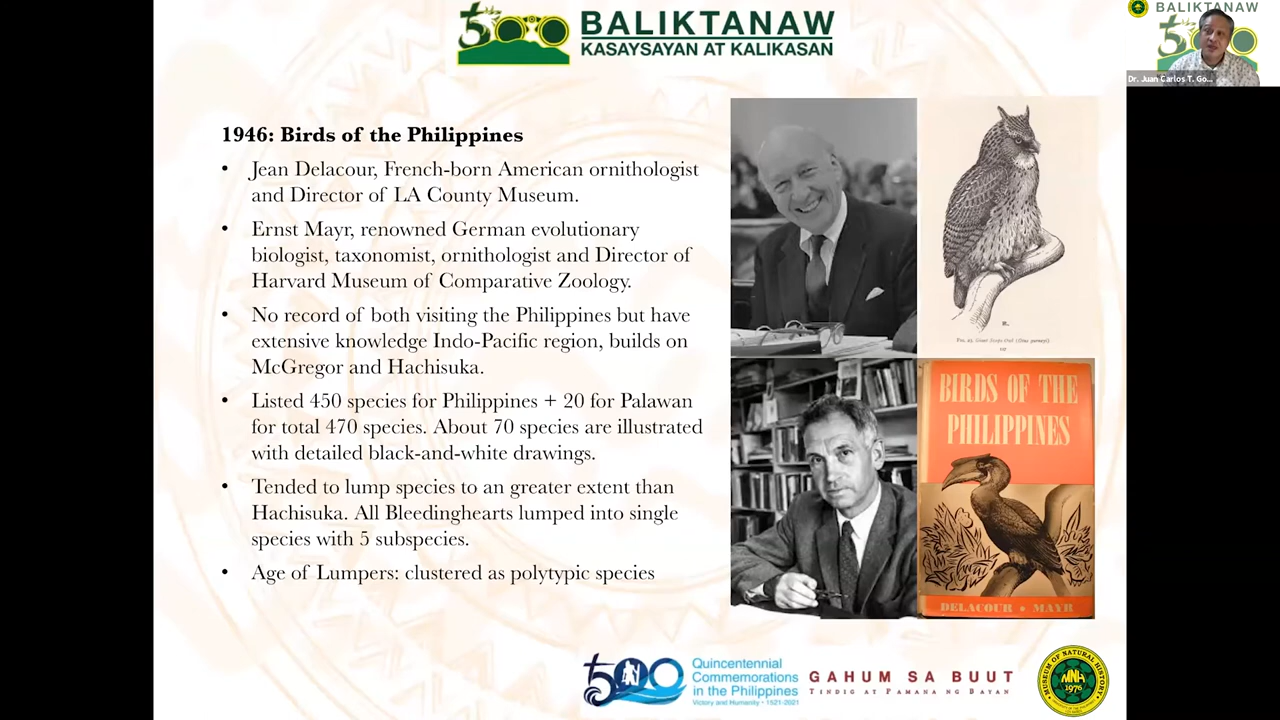 BALIKTANAW
KASAYSAYAN AT KALIKASAN
BALIKTANAW
Dr. Juan Carlos T. Go...
1946: Birds of the Philippines
• Jean Delacour, French-born American ornithologist
and Director of LA County Museum.
• Ernst Mayr, renowned German evolutionary
biologist, taxonomist, ornithologist and Director of
Harvard Museum of Comparative Zoology.
• No record of both visiting the Philippines but have
extensive knowledge Indo-Pacific region, builds on
McGregor and Hachisuka.
• Listed 450 species for Philippines + 20 for Palawan
for total 470 species. About 70 species are illustrated
with detailed black-and-white drawings.
• Tended to lump species to an greater extent than
Hachisuka. All Bleedinghearts lumped into single
species with 5 subspecies.
• Age of Lumpers: clustered as polytypic species
BIRDS OF THE
PHILIPPINES
DELACOUR • MAYR
500
Quincentennial
Commemorations
in the Philippines
Victory and Humanity • 1521-2021
GAHUM SA BUUT
TINDIG AT PAMANA NG BAYAN
MUSEUM OF NATURAL HISTORY
MNH
1976